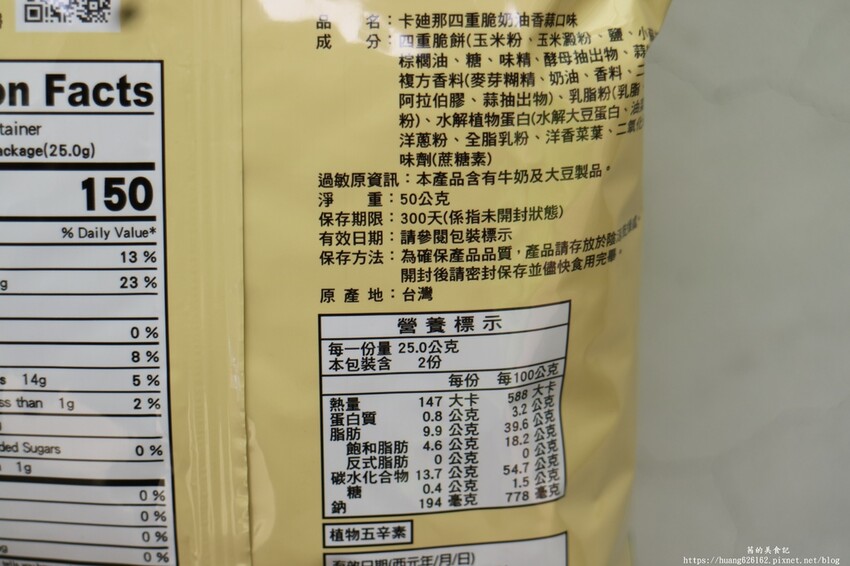 品 名：卡廸那四重脆奶油香蒜口味
成 分：四重脆餅(玉米粉、玉米澱粉、鹽、小
棕櫚油、糖、味精、酵母抽出物、蒜
複方香料(麥芽糊精、奶油、香料、二
阿拉伯膠、蒜抽出物)、乳脂粉(乳脂
粉)、水解植物蛋白(水解大豆蛋白、油
洋蔥粉、全脂乳粉、洋香菜葉、二氧化
味劑(蔗糖素)
過敏原資訊：本產品含有牛奶及大豆製品。
淨 重：50公克
保存期限：300天(係指未開封狀態)
有效日期：請參閱包裝標示
保存方法：為確保產品品質，產品請存放於陰
開封後請密封保存並儘快食用完畢。
原 產 地：台灣
營養標示
每一份量 25.0公克
本包裝含 2份
每份 每100公克
熱量 147 大卡 588 大卡
蛋白質 0.8 公克 3.2 公克
脂肪 9.9 公克 39.6 公克
飽和脂肪 4.6 公克 18.2 公克
反式脂肪 0 公克 0 公克
碳水化合物 13.7 公克 54.7 公克
糖 0.4 公克 1.5 公克
鈉 194 毫克 778 毫克
植物五辛素
有效日期(西元年/月/日)
on Facts
tainer
ackage(25.0g)
150
% Daily Value*
13 %
g 23 %
0 %
8 %
s 14g 5 %
ss than 1g 2 %
ded Sugars 0 %
1g
0 %
0 %
0 %
0 %
茜的美食記
https://huang626162.pixnet.net/blog